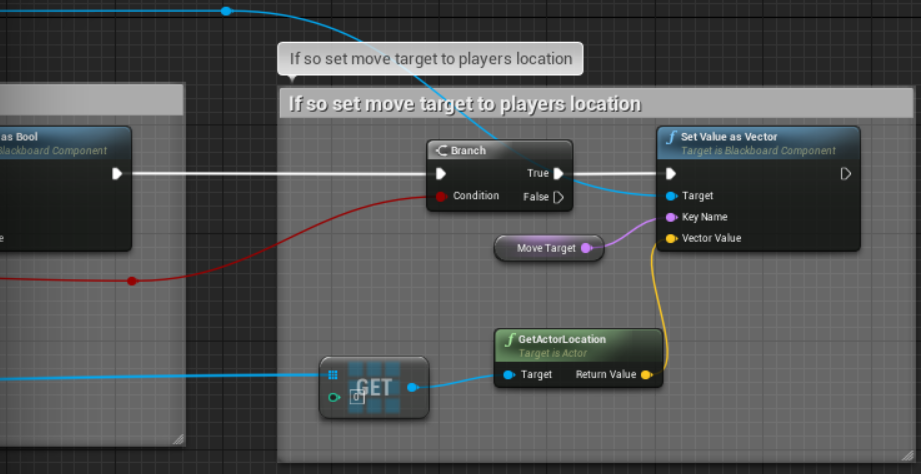 If so set move target to players location
If so set move target to players location
as Bool
Blackboard Component
Branch
True
Condition
False
Set Value as Vector
Target is Blackboard Component
Target
Key Name
Vector Value
Move Target
GetActorLocation
Target is Actor
Target
Return Value
GET
0